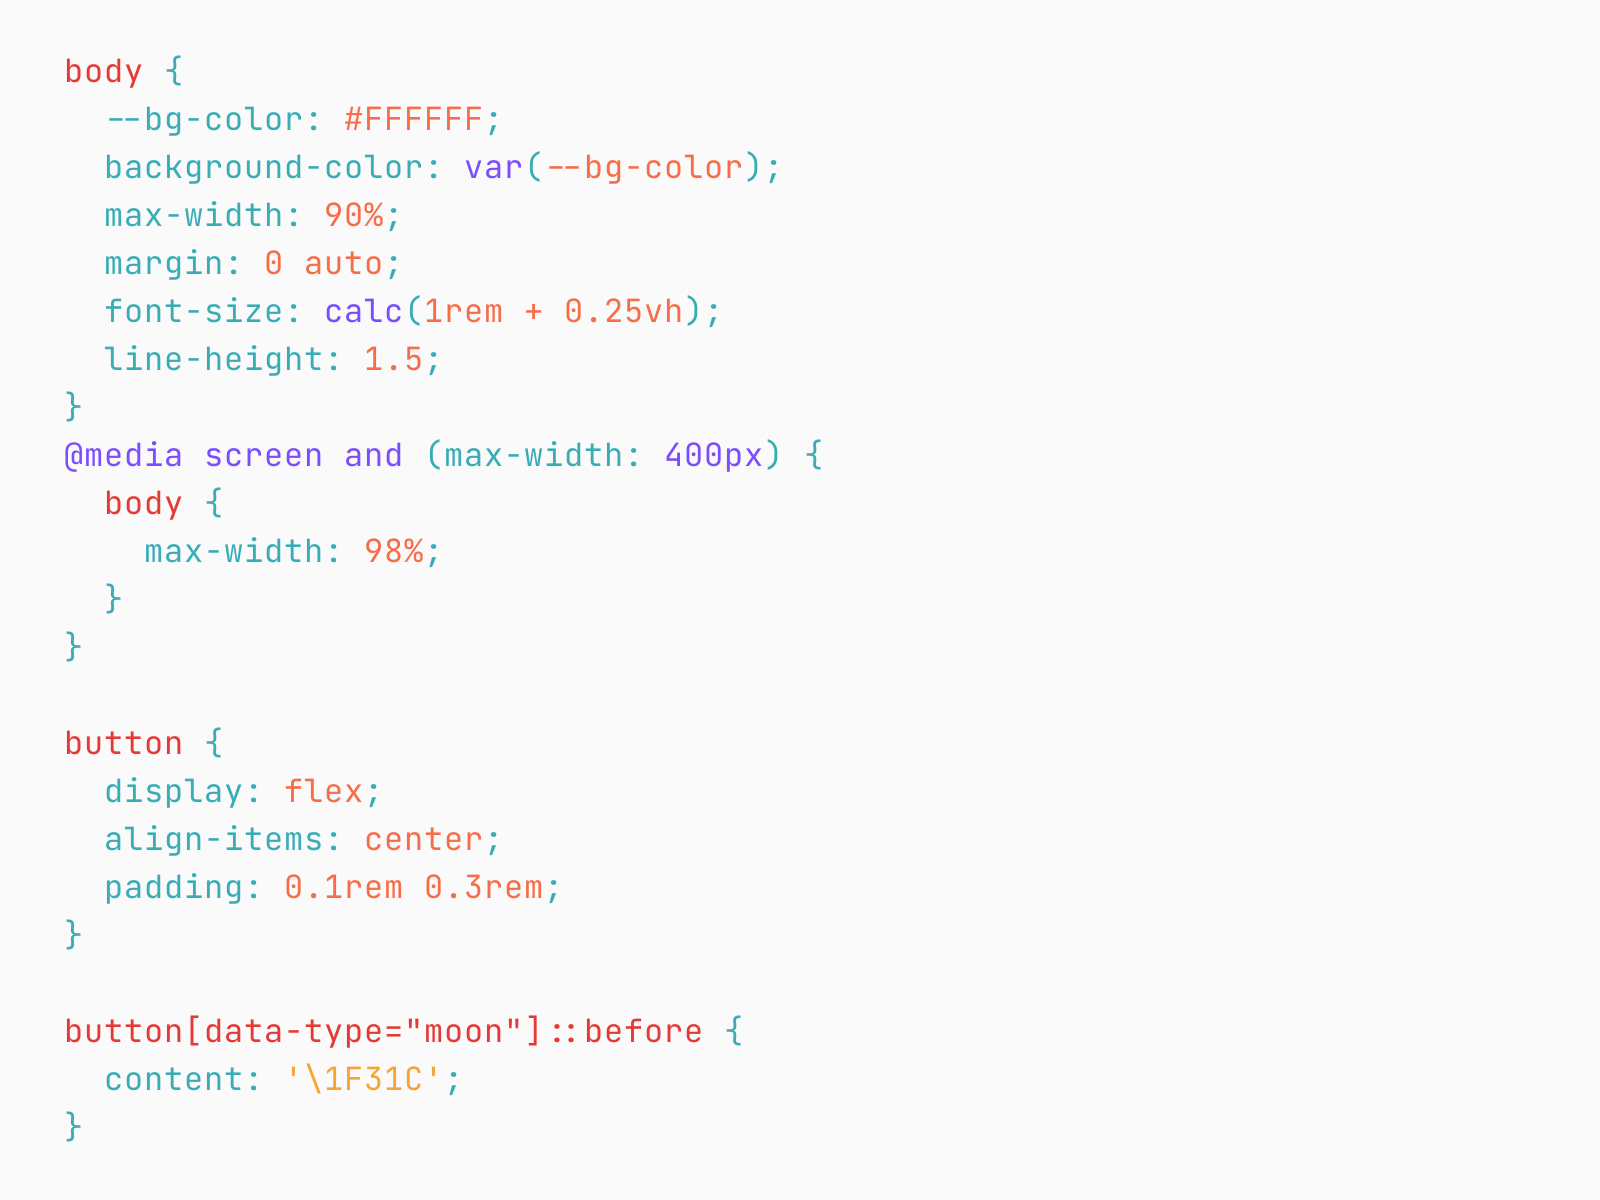 body {
  --bg-color: #FFFFFF;
  background-color: var(--bg-color);
  max-width: 90%;
  margin: 0 auto;
  font-size: calc(1rem + 0.25vh);
  line-height: 1.5;
}
@media screen and (max-width: 400px) {
  body {
    max-width: 98%;
  }
}

button {
  display: flex;
  align-items: center;
  padding: 0.1rem 0.3rem;
}

button[data-type="moon"]::before {
  content: '\1F31C';
}